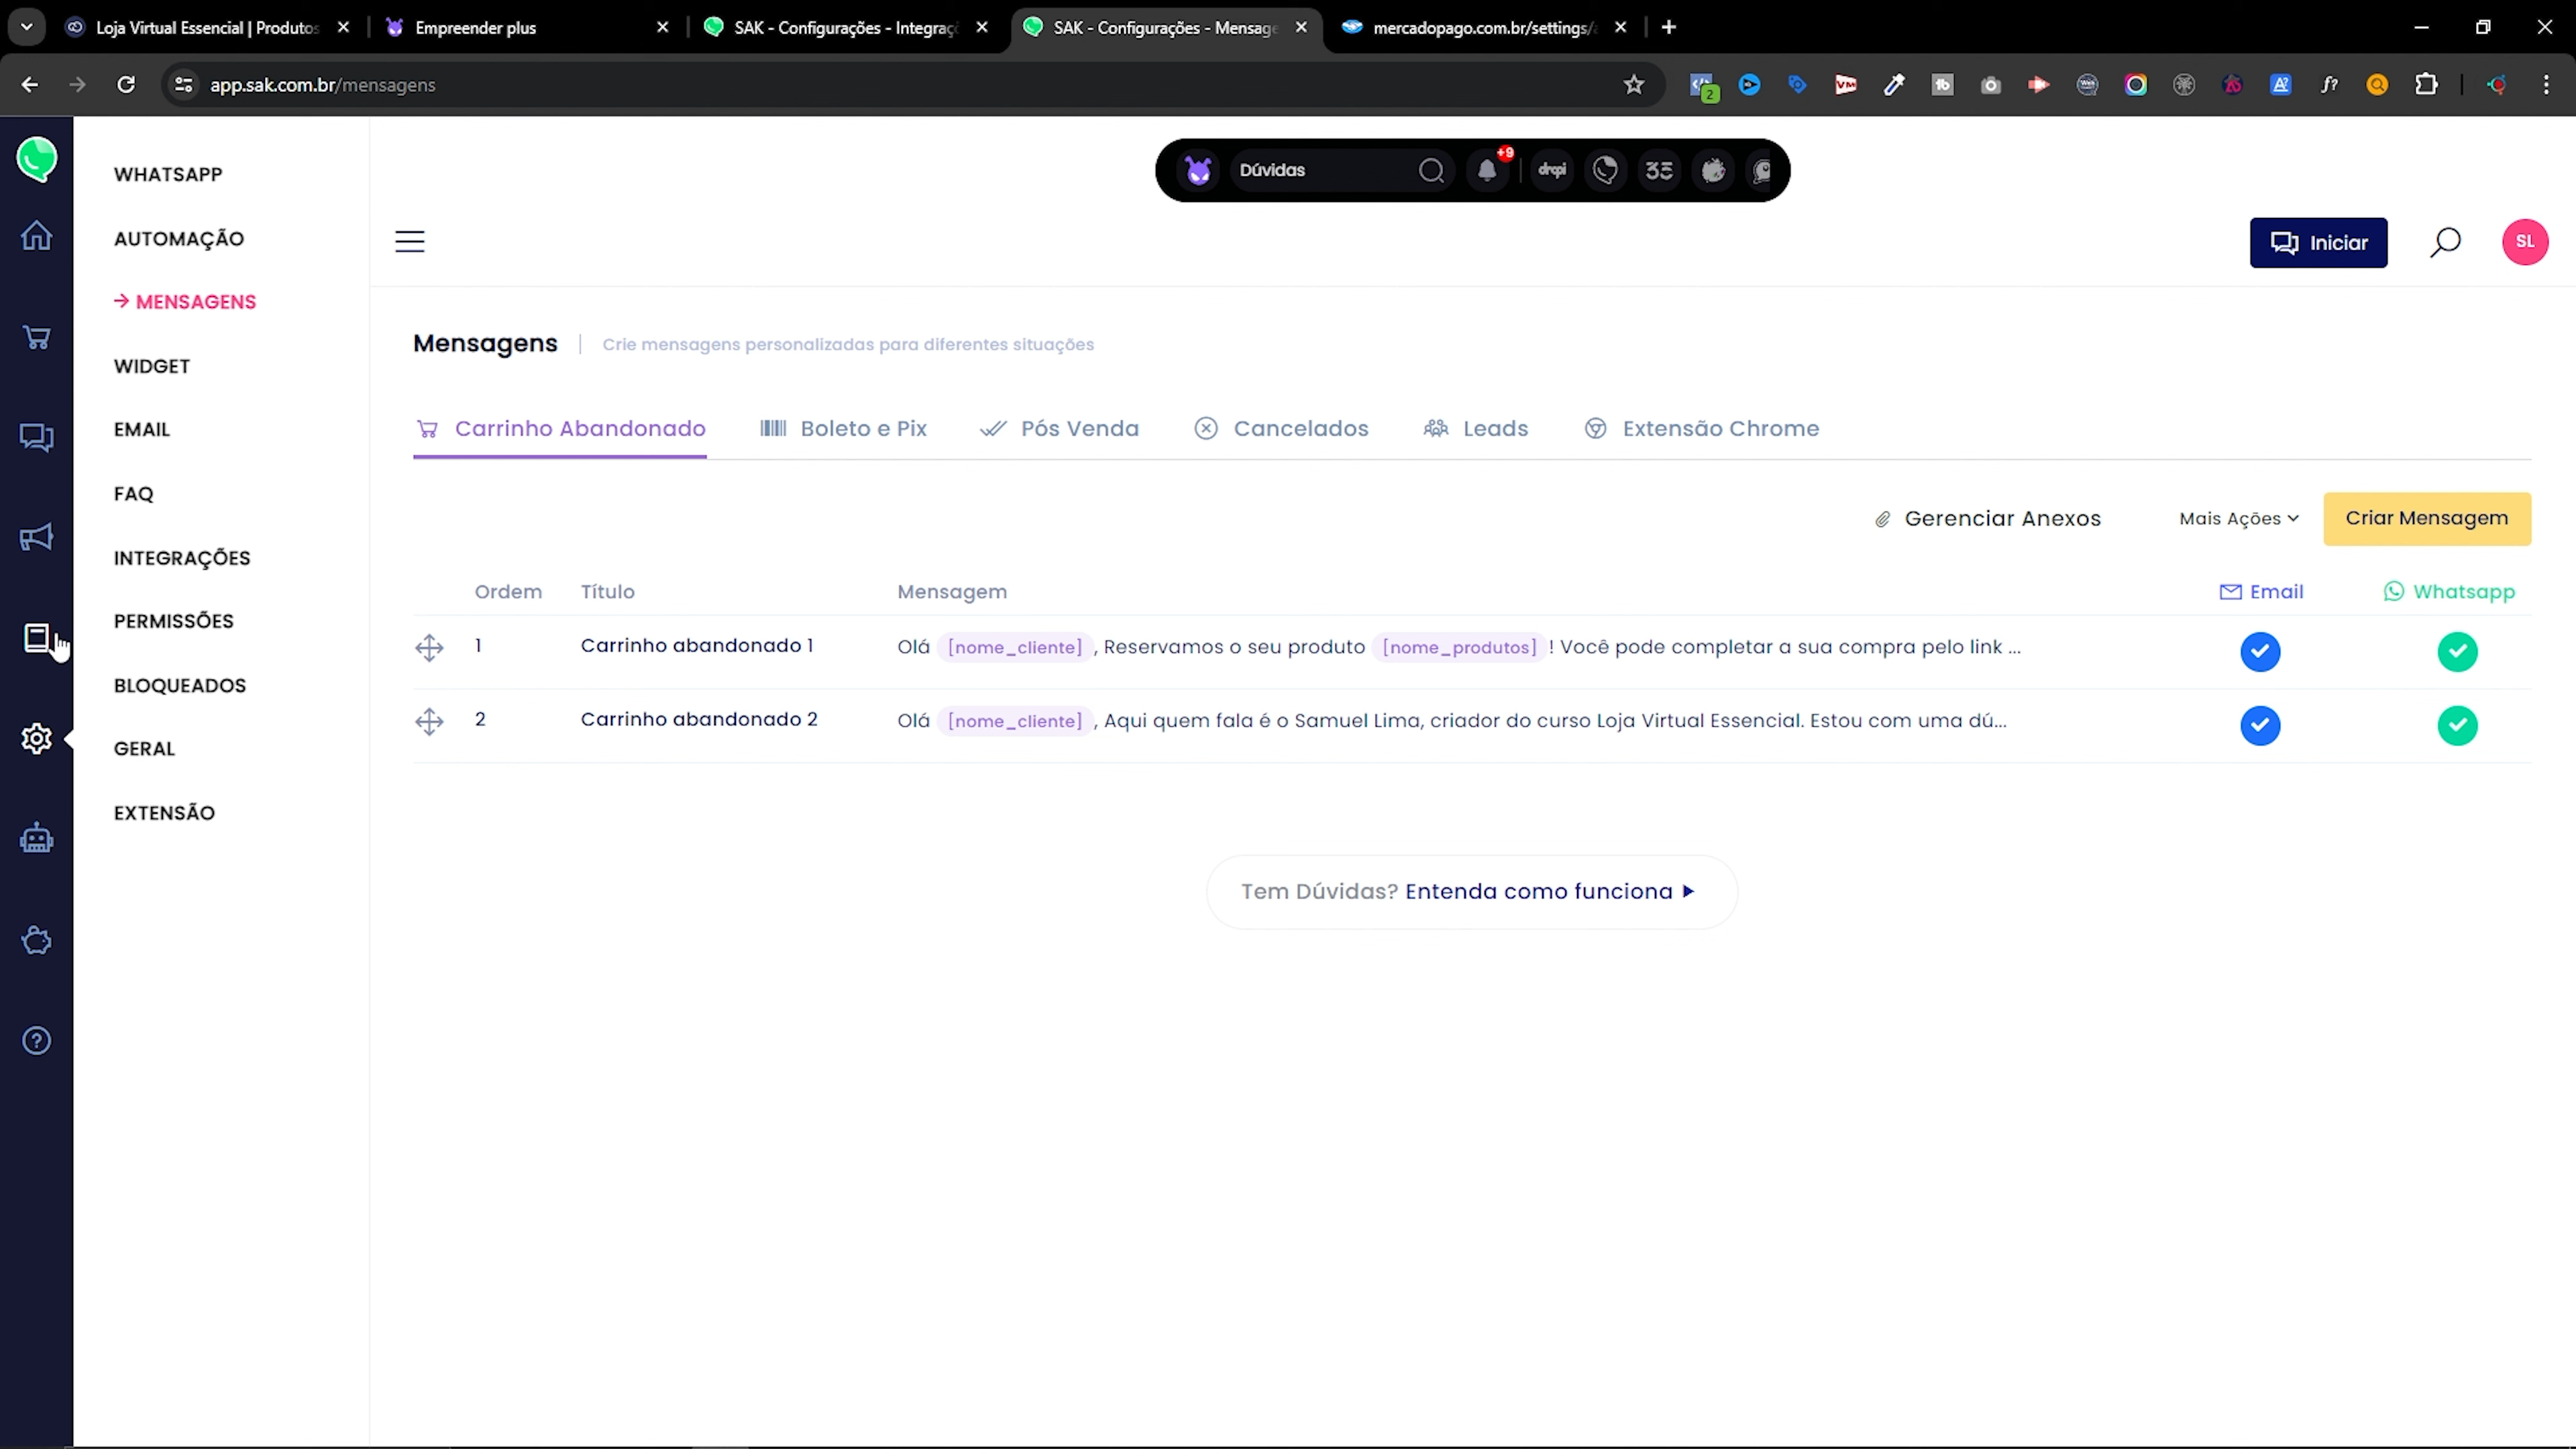 Loja Virtual Essencial | Produtos
Empreender plus
SAK - Configurações - Integraç
SAK - Configurações - Mensage
mercadopago.com.br/settings/a
app.sak.com.br/mensagens
2
WHATSAPP
AUTOMAÇÃO
→ MENSAGENS
WIDGET
EMAIL
FAQ
INTEGRAÇÕES
PERMISSÕES
BLOQUEADOS
GERAL
EXTENSÃO
Dúvidas
+9
drapi
Iniciar
SL
Mensagens | Crie mensagens personalizadas para diferentes situações
Carrinho Abandonado
Boleto e Pix
Pós Venda
Cancelados
Leads
Extensão Chrome
Gerenciar Anexos
Mais Ações
Criar Mensagem
Ordem Título Mensagem Email Whatsapp
1 Carrinho abandonado 1 Olá [nome_cliente] , Reservamos o seu produto [nome_produtos] ! Você pode completar a sua compra pelo link ...
2 Carrinho abandonado 2 Olá [nome_cliente] , Aqui quem fala é o Samuel Lima, criador do curso Loja Virtual Essencial. Estou com uma dú...
Tem Dúvidas? Entenda como funciona